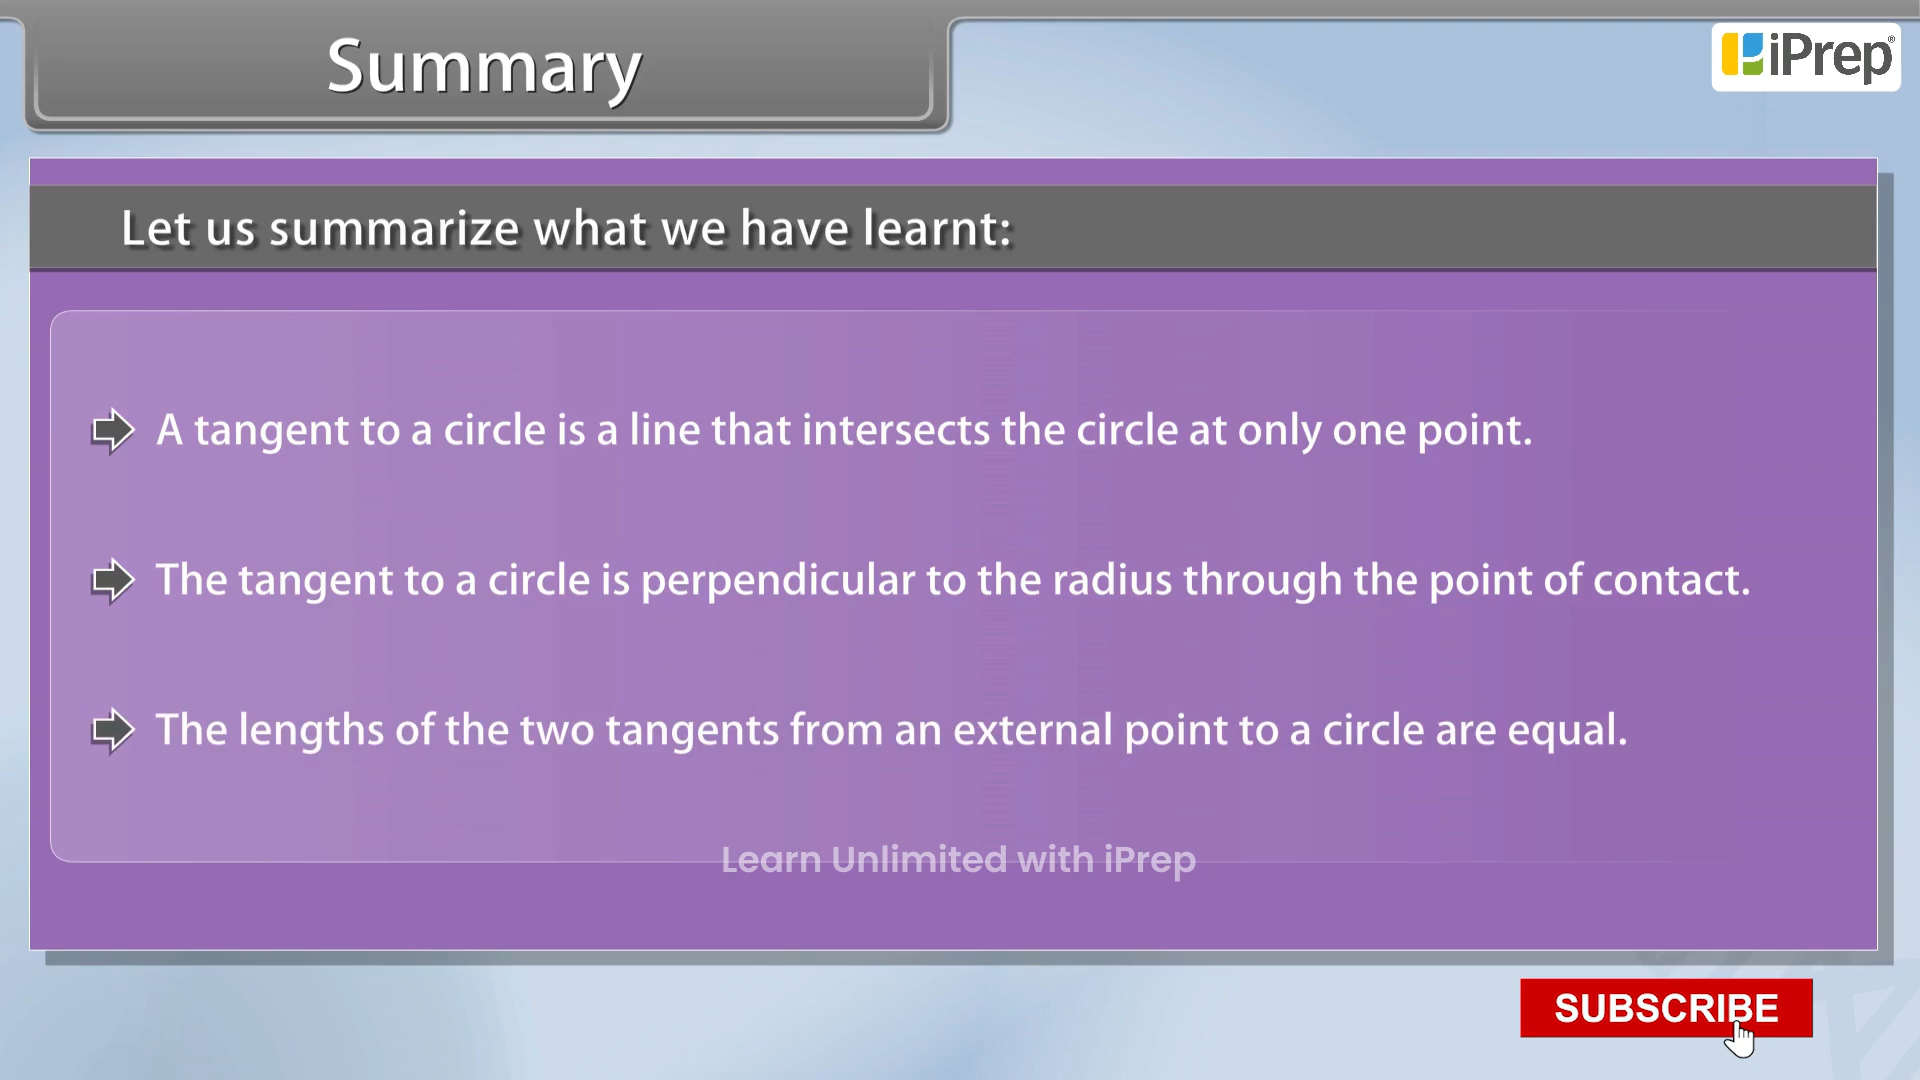 Summary
iPrep®
Let us summarize what we have learnt:
A tangent to a circle is a line that intersects the circle at only one point.
The tangent to a circle is perpendicular to the radius through the point of contact.
The lengths of the two tangents from an external point to a circle are equal.
Learn Unlimited with iPrep
SUBSCRIBE